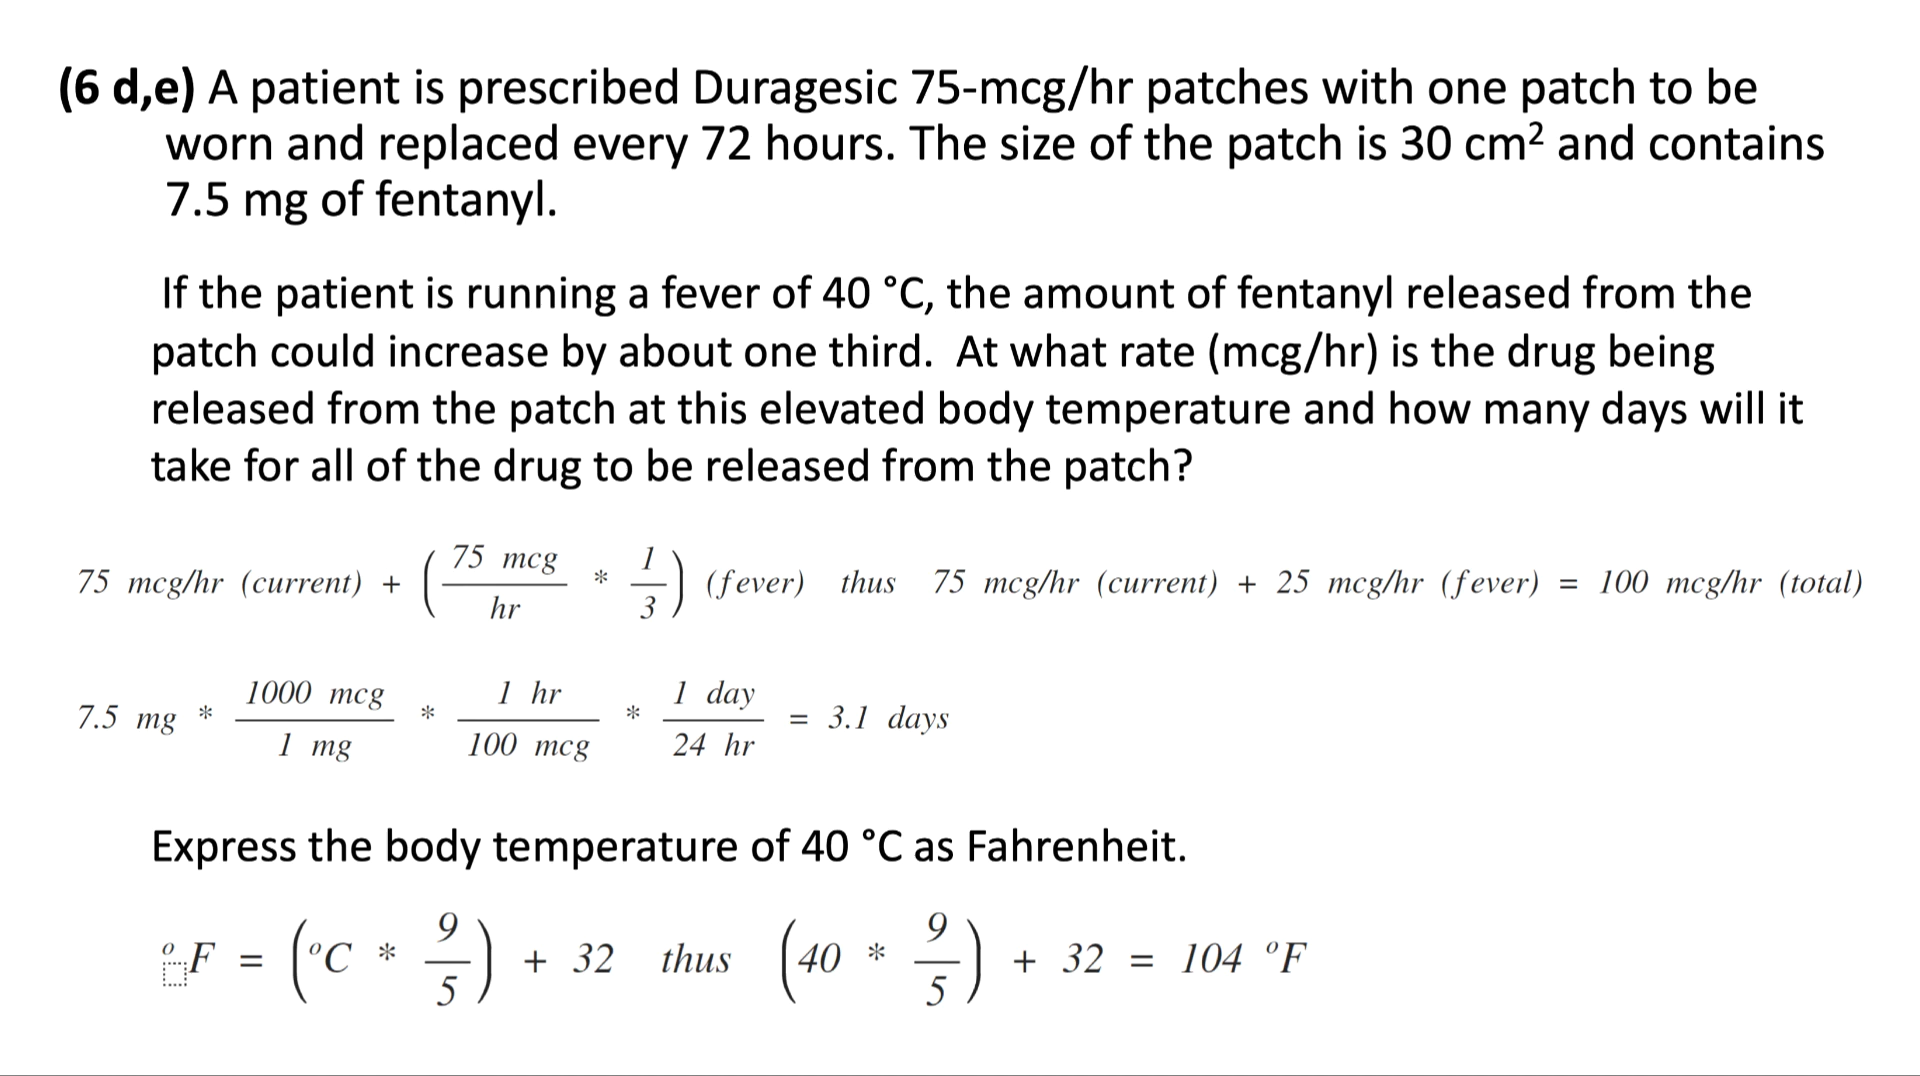 (6 d,e) A patient is prescribed Duragesic 75-mcg/hr patches with one patch to be
worn and replaced every 72 hours. The size of the patch is 30 cm² and contains
7.5 mg of fentanyl.
If the patient is running a fever of 40 °C, the amount of fentanyl released from the
patch could increase by about one third.  At what rate (mcg/hr) is the drug being
released from the patch at this elevated body temperature and how many days will it
take for all of the drug to be released from the patch?
75 mcg/hr (current) + (75 mcg/hr * 1/3) (fever) thus 75 mcg/hr (current) + 25 mcg/hr (fever) = 100 mcg/hr (total)
7.5 mg * 1000 mcg/1 mg * 1 hr/100 mcg * 1 day/24 hr = 3.1 days
Express the body temperature of 40 °C as Fahrenheit.
°F = (°C * 9/5) + 32 thus (40 * 9/5) + 32 = 104 °F